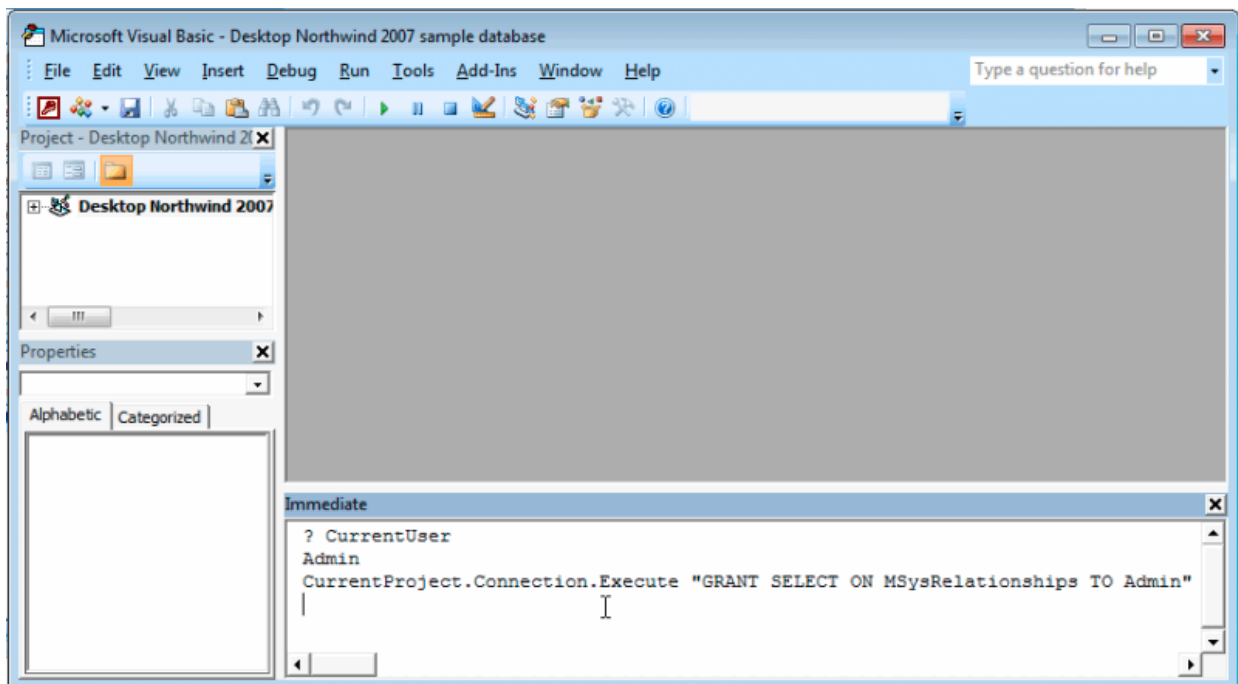 Microsoft Visual Basic - Desktop Northwind 2007 sample database
File Edit View Insert Debug Run Tools Add-Ins Window Help
Type a question for help
Project - Desktop Northwind 2(
Desktop Northwind 2007
Properties
Alphabetic Categorized
Immediate
? CurrentUser
Admin
CurrentProject.Connection.Execute "GRANT SELECT ON MSysRelationships TO Admin"